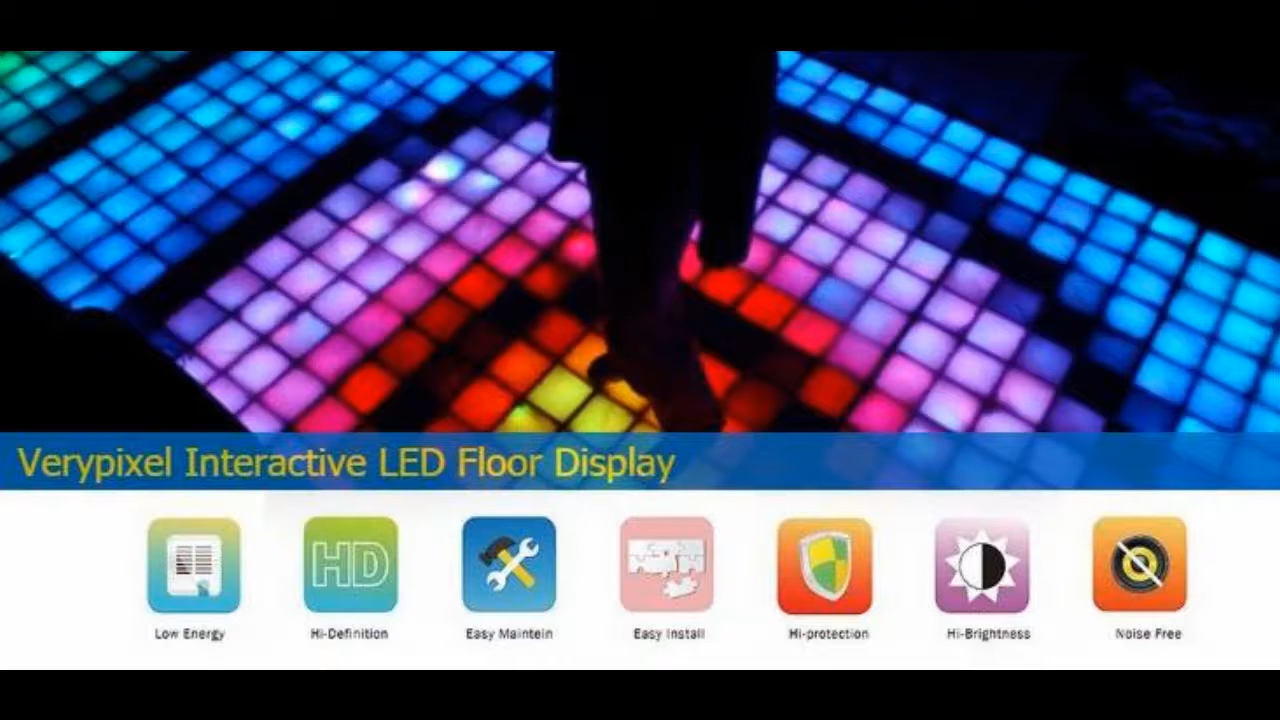 Verypixel Interactive LED Floor Display
HD
Low Energy
Hi-Definition
Easy Maintein
Easy Install
Hi-protection
Hi-Brightness
Noise Free